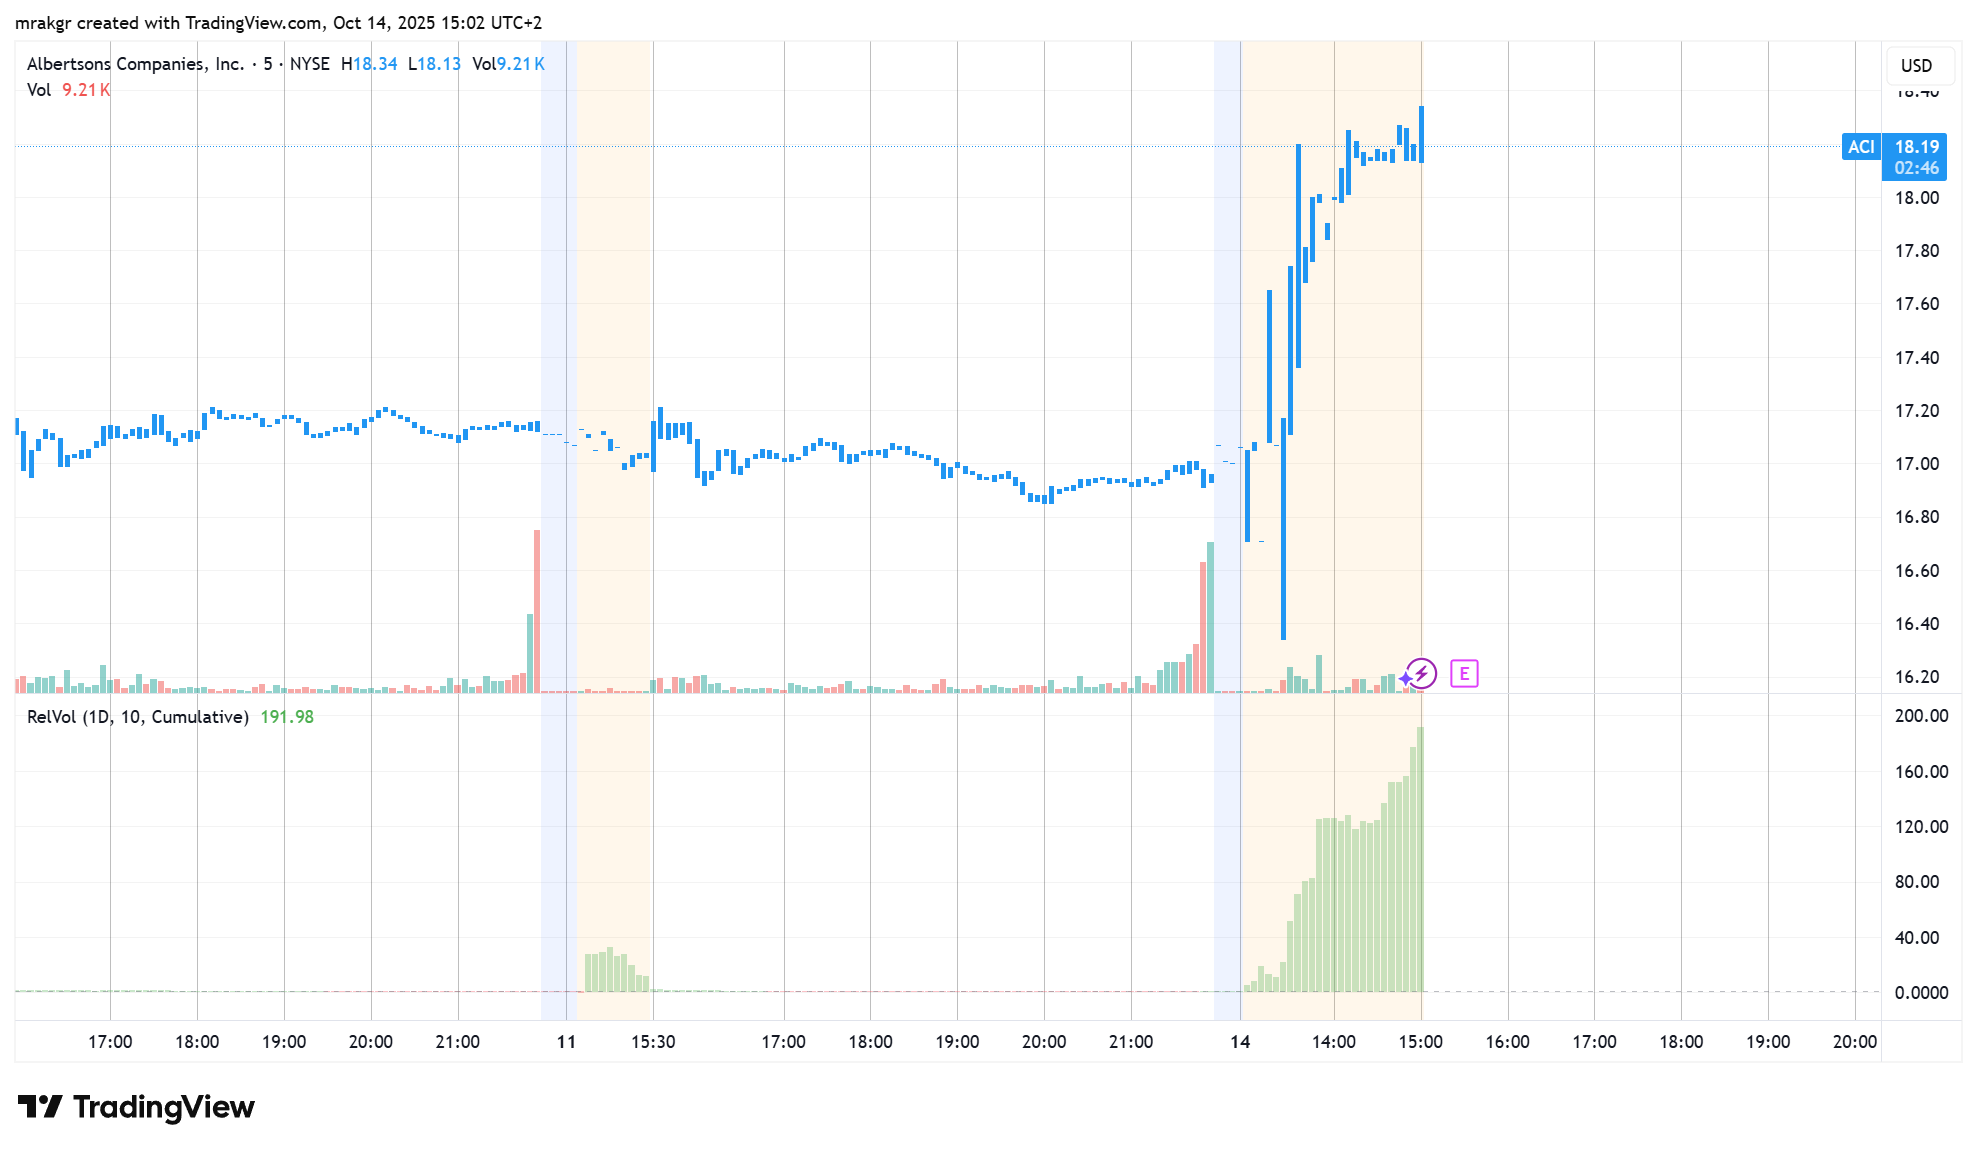 mrakgr created with TradingView.com, Oct 14, 2025 15:02 UTC+2
Albertsons Companies, Inc. · 5 · NYSE H18.34 L18.13 Vol9.21 K
Vol 9.21 K
USD
18.40
ACI 18.19
02:46
18.00
17.80
17.60
17.40
17.20
17.00
16.80
16.60
16.40
16.20
E
RelVol (1D, 10, Cumulative) 191.98
200.00
160.00
120.00
80.00
40.00
0.0000
17:00 18:00 19:00 20:00 21:00 11 15:30 17:00 18:00 19:00 20:00 21:00 14 14:00 15:00 16:00 17:00 18:00 19:00 20:00
TradingView